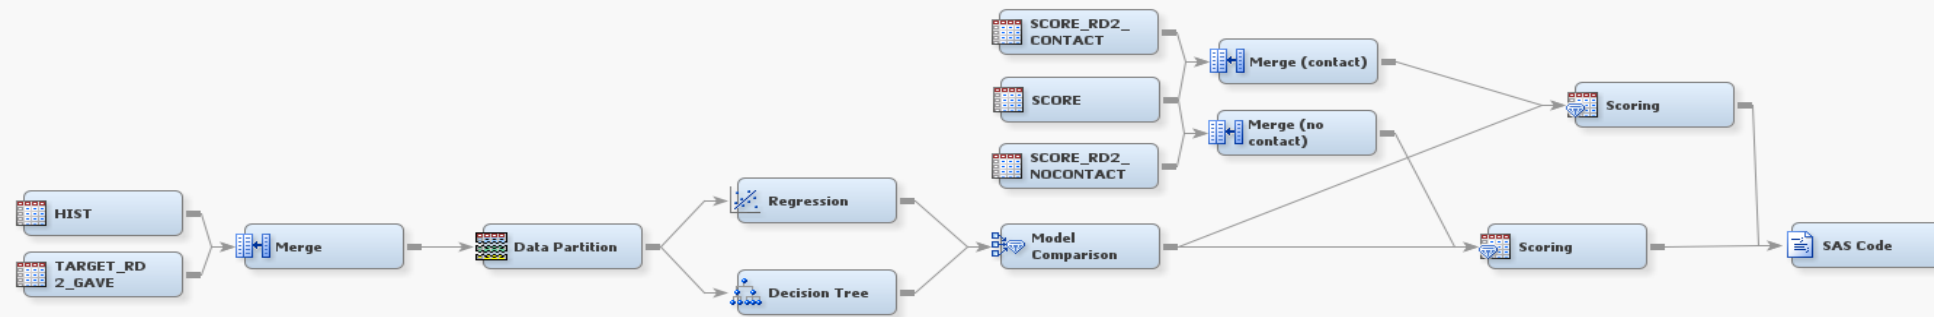 HIST
TARGET_RD
2_GAVE
Merge
Data Partition
Regression
Decision Tree
Model
Comparison
SCORE_RD2_
CONTACT
SCORE
SCORE_RD2_
NOCONTACT
Merge (contact)
Merge (no
contact)
Scoring
Scoring
SAS Code